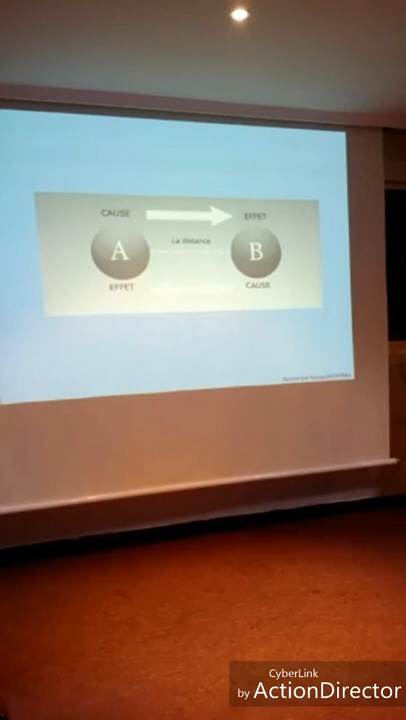 CAUSE
EFFET
La distance
A
B
EFFET
CAUSE
CyberLink
by ActionDirector